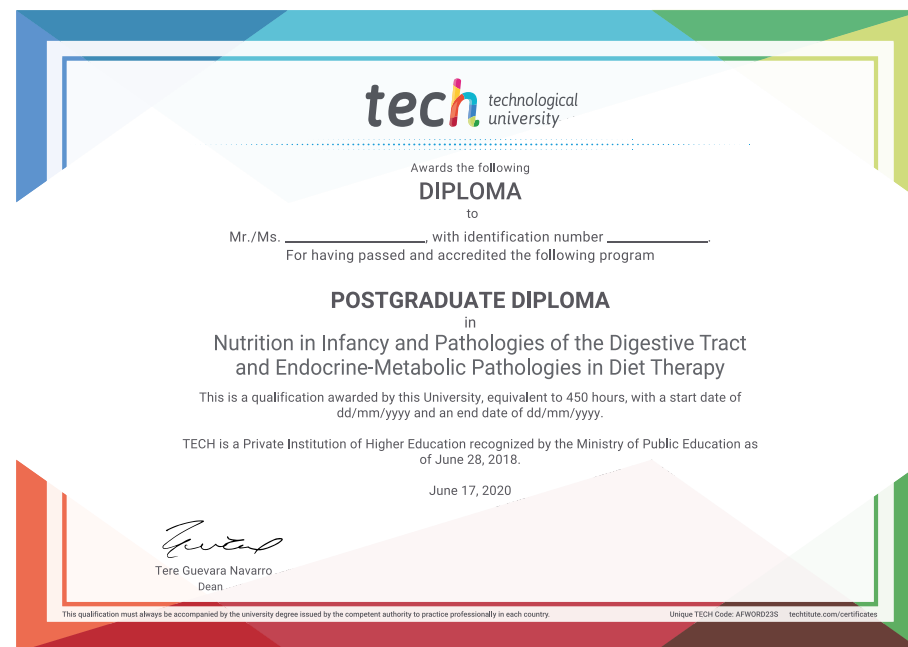 tech technological
university
Awards the following
DIPLOMA
to
Mr./Ms. ________________, with identification number ____________.
For having passed and accredited the following program
POSTGRADUATE DIPLOMA
in
Nutrition in Infancy and Pathologies of the Digestive Tract
and Endocrine-Metabolic Pathologies in Diet Therapy
This is a qualification awarded by this University, equivalent to 450 hours, with a start date of
dd/mm/yyyy and an end date of dd/mm/yyyy.
TECH is a Private Institution of Higher Education recognized by the Ministry of Public Education as
of June 28, 2018.
June 17, 2020
Tere Guevara Navarro
Dean
This qualification must always be accompanied by the university degree issued by the competent authority to practice professionally in each country.
Unique TECH Code: AFWORD23S techtitute.com/certificates